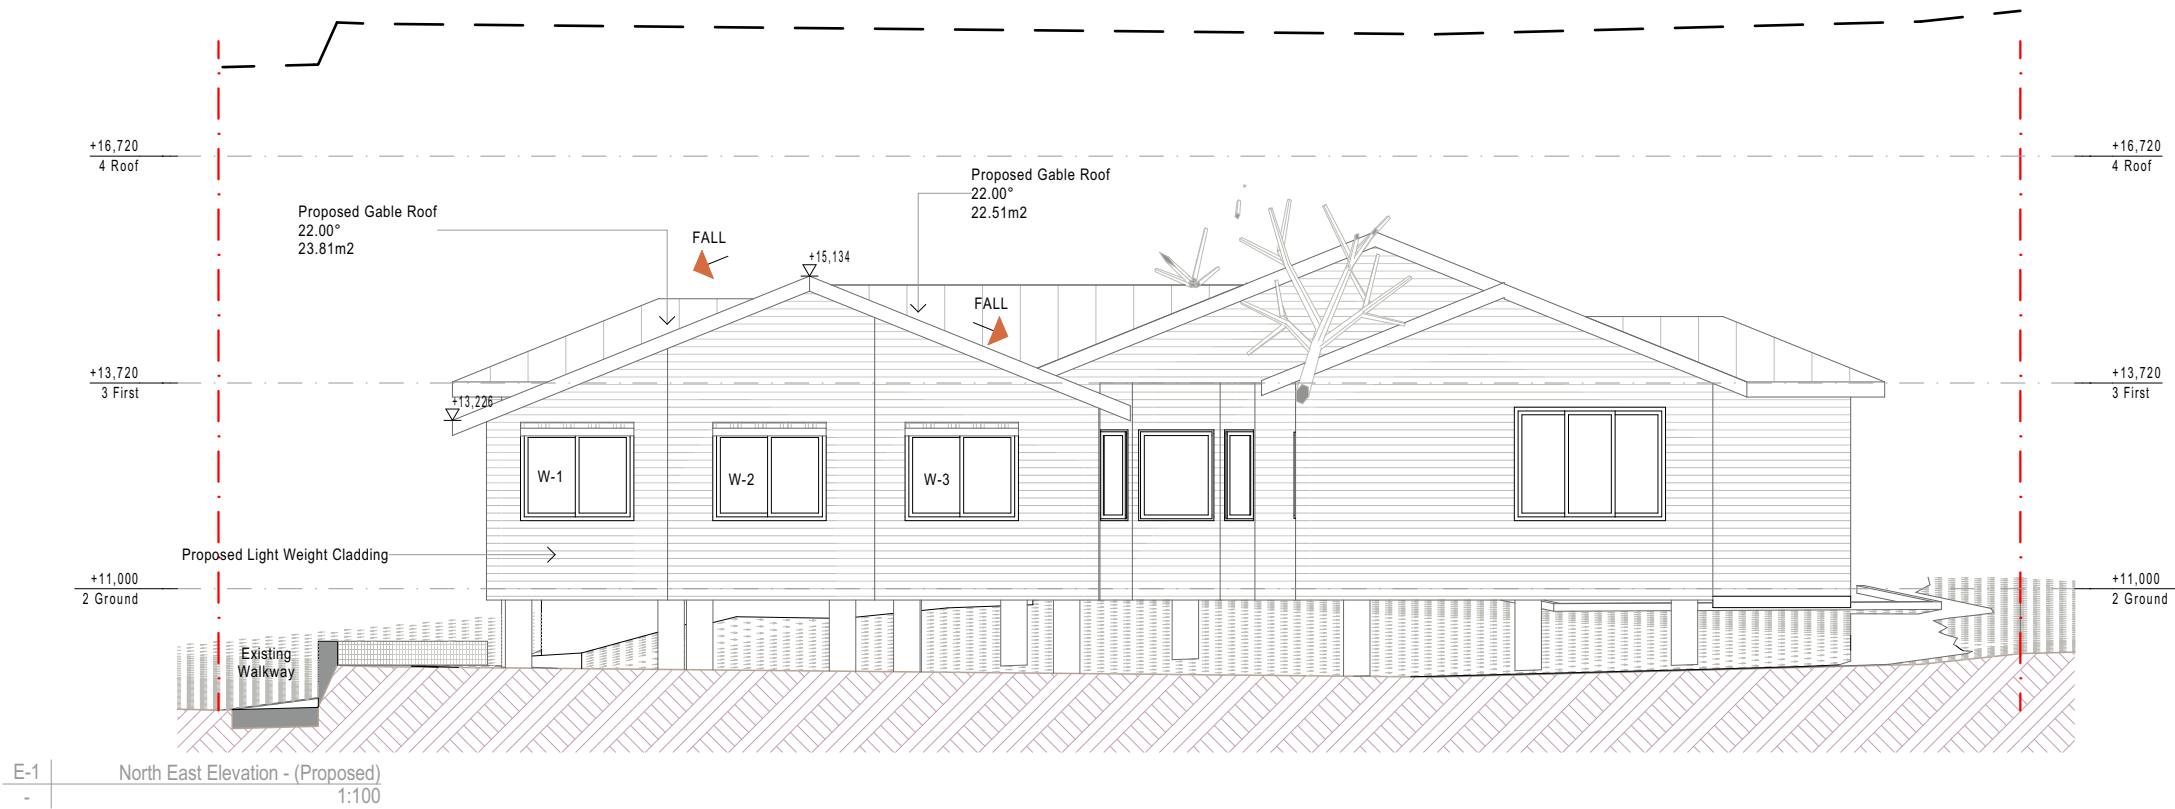 +16,720
4 Roof
+16,720
4 Roof
Proposed Gable Roof
22.00°
22.51m2
Proposed Gable Roof
22.00°
23.81m2
FALL
+15,134
FALL
+13,720
3 First
+13,720
3 First
+13,226
W-1
W-2
W-3
Proposed Light Weight Cladding
+11,000
2 Ground
+11,000
2 Ground
Existing
Walkway
E-1
North East Elevation - (Proposed)
-
1:100